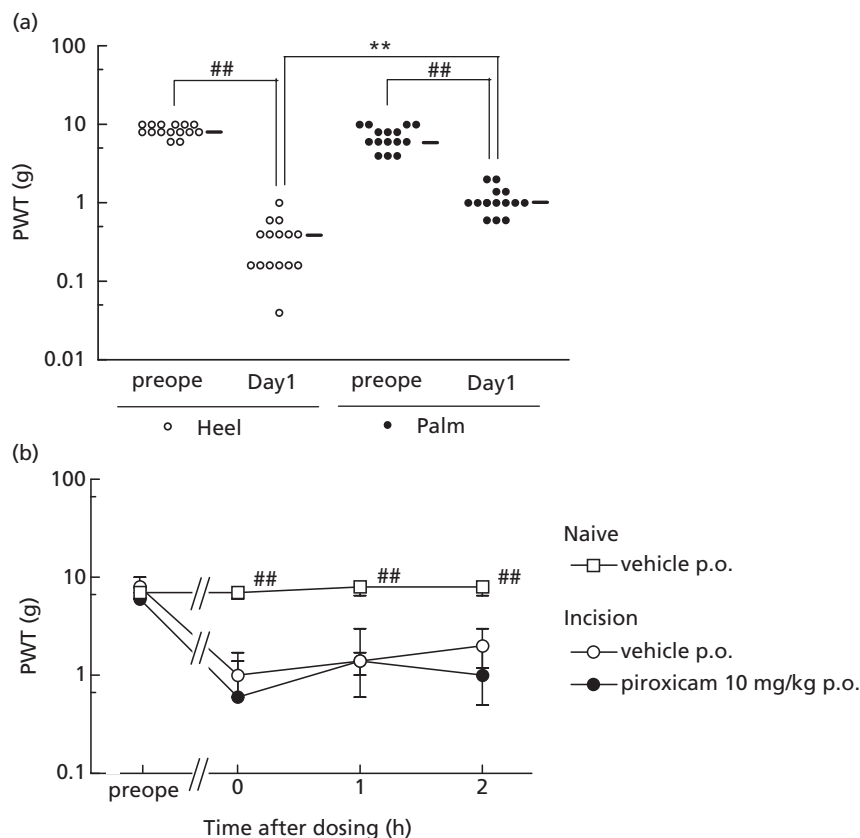 (a)
100
**
##
##
10
1
0.1
0.01
PWT (g)
preope Day1 preope Day1
Heel Palm
(b)
100
10
1
0.1
PWT (g)
## ## ##
preope 0 1 2
Time after dosing (h)
Naive
vehicle p.o.
Incision
vehicle p.o.
piroxicam 10 mg/kg p.o.